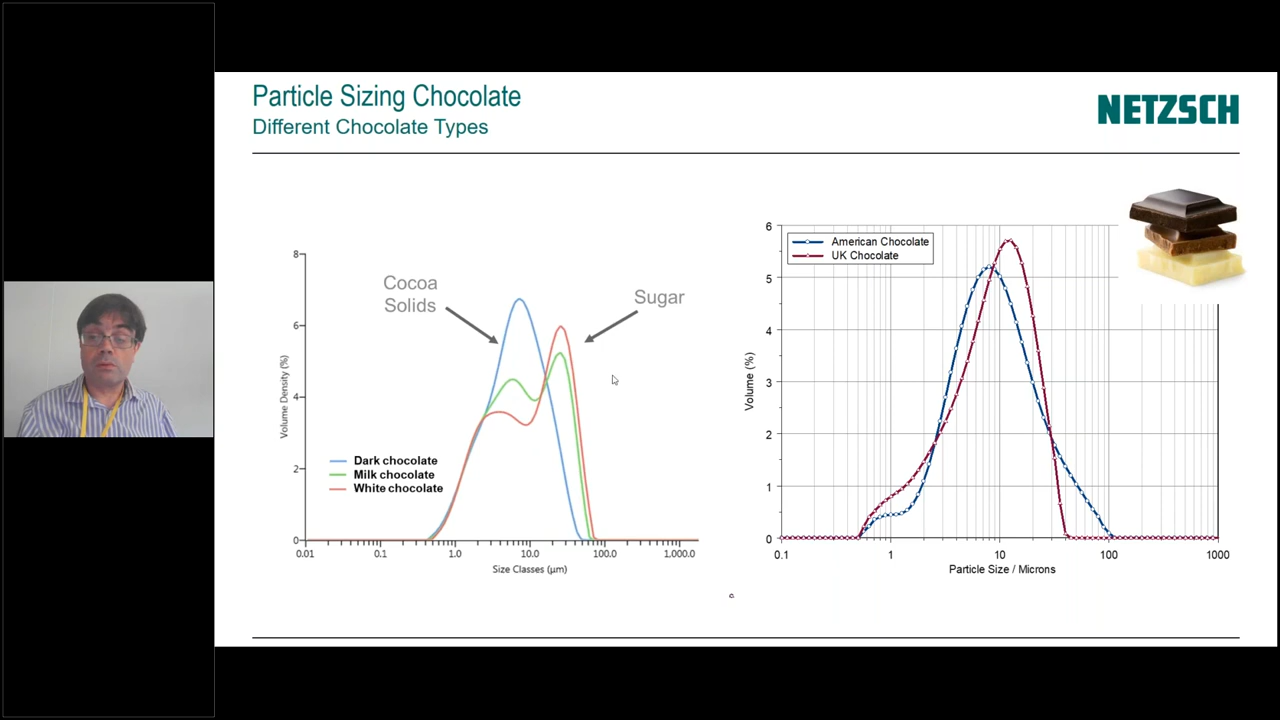 Particle Sizing Chocolate
Different Chocolate Types
NETZSCH
8
6
4
2
0
Volume Density (%)
Cocoa
Solids
Sugar
Dark chocolate
Milk chocolate
White chocolate
0.01
0.1
1.0
10.0
100.0
1,000.0
Size Classes (µm)
6
5
4
3
2
1
0
Volume (%)
American Chocolate
UK Chocolate
0.1
1
10
100
1000
Particle Size / Microns